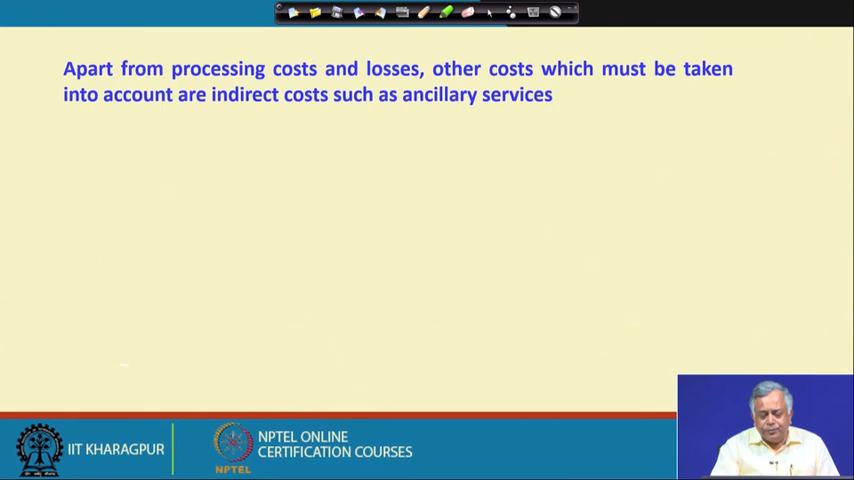 Apart from processing costs and losses, other costs which must be taken
into account are indirect costs such as ancillary services
IIT KHARAGPUR
NPTEL
NPTEL ONLINE
CERTIFICATION COURSES